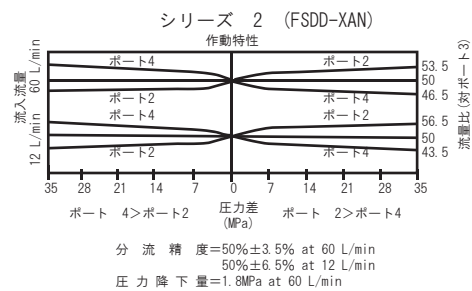 シリーズ 2 (FSDD-XAN)
作動特性
流入流量
60 L/min
12 L/min
ポート4
ポート2
ポート2
ポート4
ポート4
ポート2
ポート2
ポート4
53.5
50
46.5
56.5
50
43.5
流量比(対ポート3)
35 28 21 14 7 0 7 14 21 28 35
ポート 4>ポート2 圧力差 ポート 2>ポート4
(MPa)
分流精度=50%±3.5% at 60 L/min
50%±6.5% at 12 L/min
圧力降下量=1.8MPa at 60 L/min